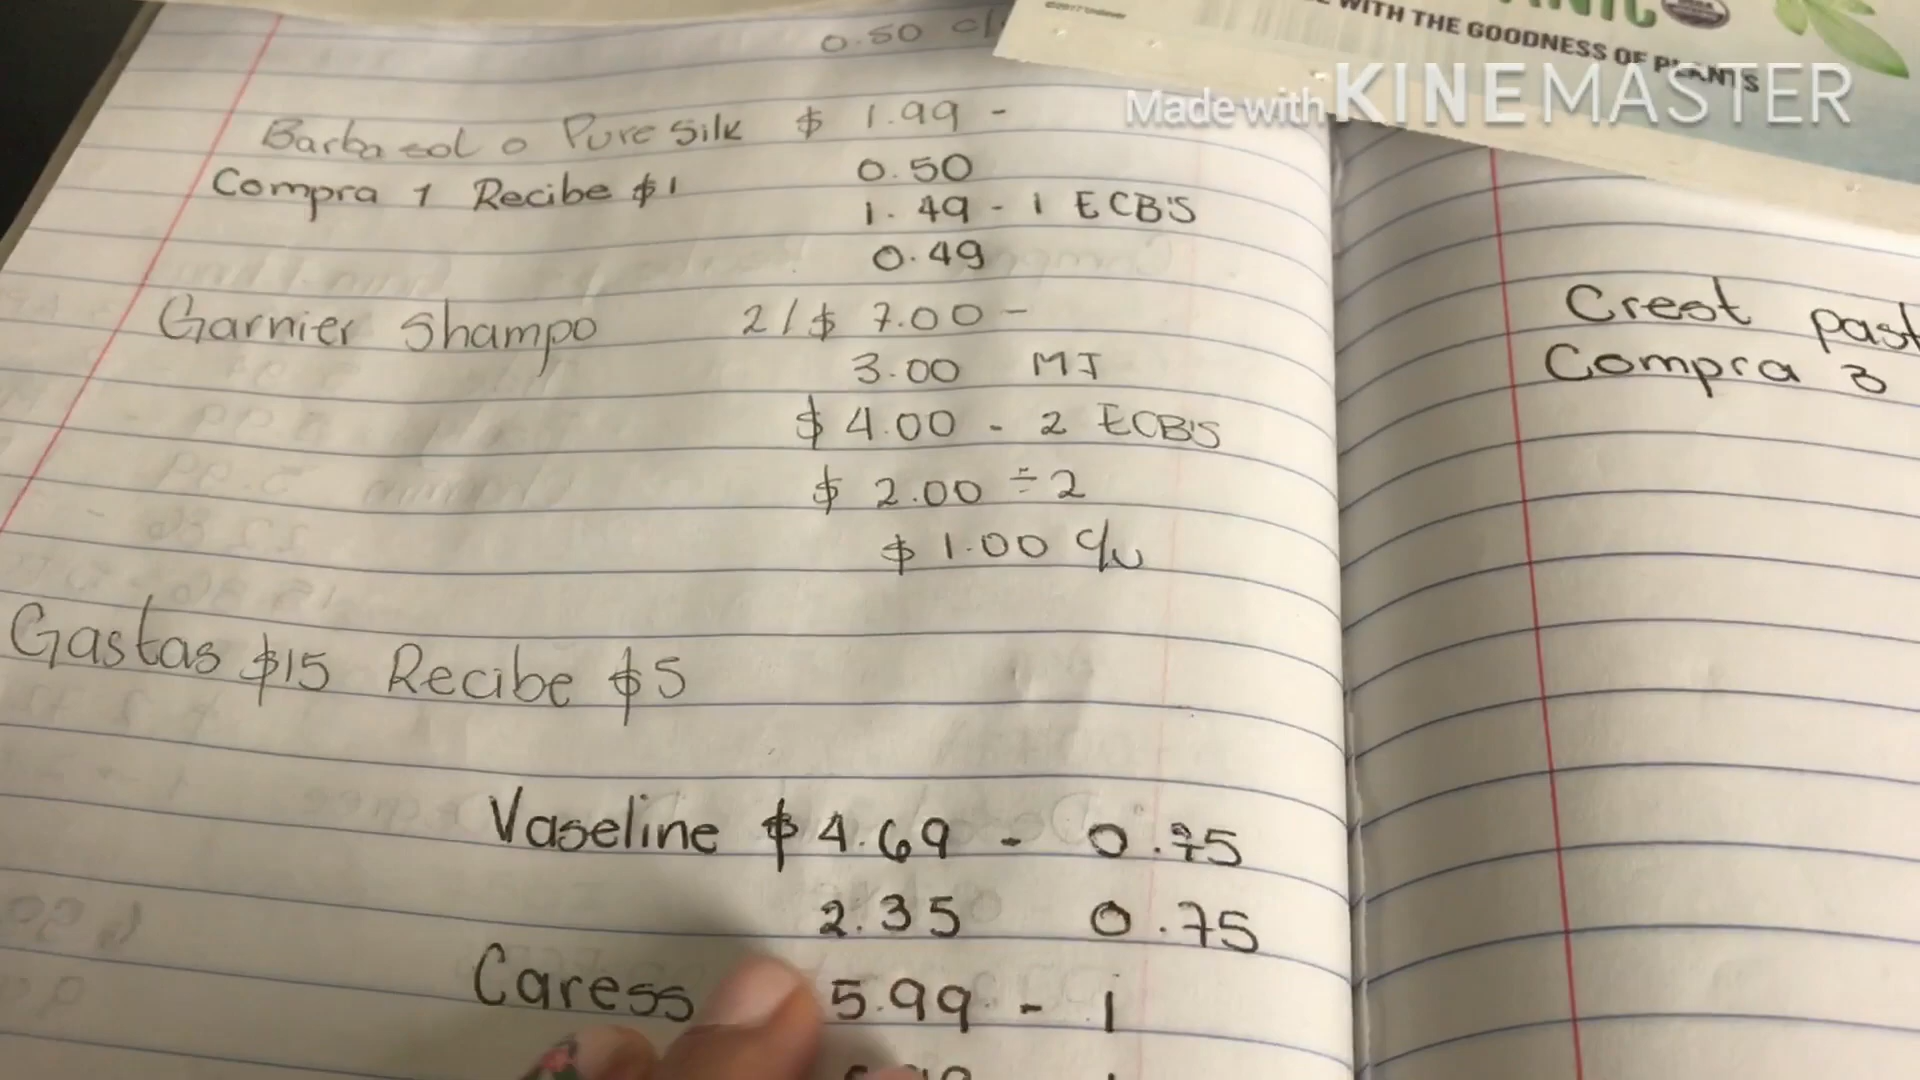 0.50 c/
WITH THE GOODNESS OF PLANTS
Made with KINEMASTER
Barbasol o Pure Silk $ 1.99 -
Compra 1 Recibe $1 0.50
1.49 - 1 ECB'S
0.49
Garnier Shampo 2/$ 7.00 -
3.00 MJ
$ 4.00 - 2 ECB'S
$ 2.00 ÷ 2
$ 1.00 c/u
Gastas $15 Recibe $5
Vaseline $ 4.69 - 0.75
2.35 0.75
Caress 5.99 - 1
Crest past
Compra 3